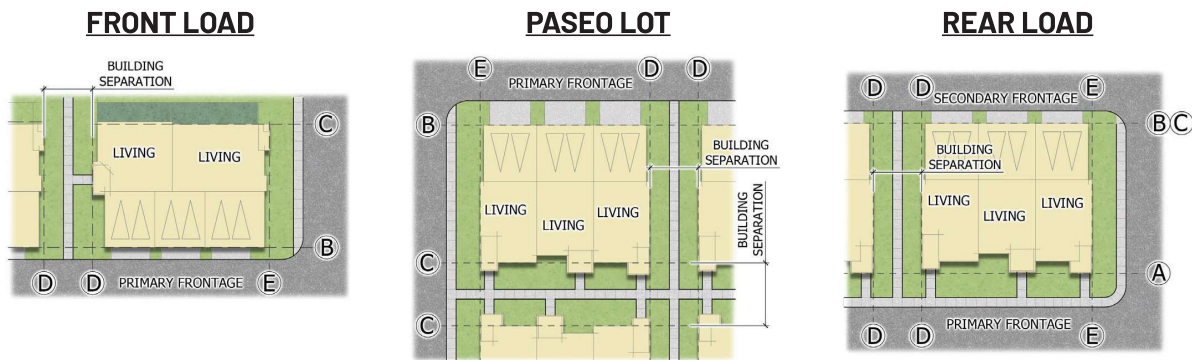 FRONT LOAD
BUILDING
SEPARATION
C
LIVING
LIVING
B
D
D
PRIMARY FRONTAGE
E
PASEO LOT
E
PRIMARY FRONTAGE
D
D
B
BUILDING
SEPARATION
LIVING
LIVING
LIVING
BUILDING
SEPARATION
C
C
REAR LOAD
D
D
E
SECONDARY FRONTAGE
B
C
BUILDING
SEPARATION
LIVING
LIVING
LIVING
A
PRIMARY FRONTAGE
D
D
E